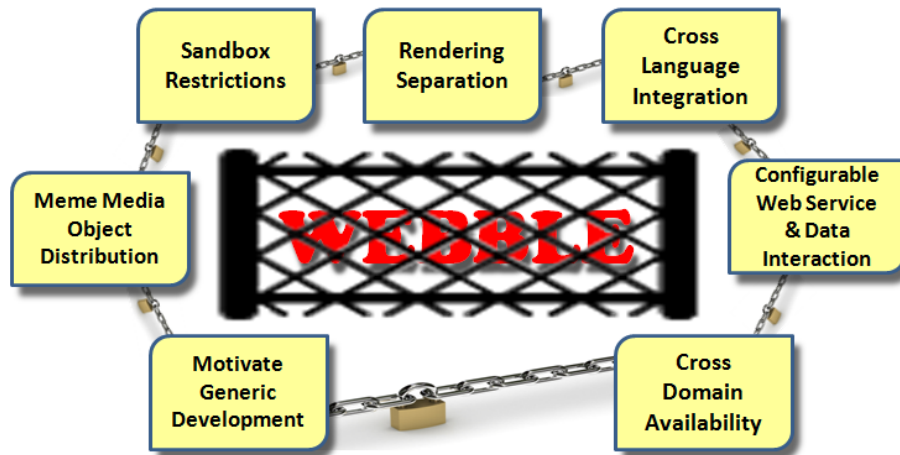 Sandbox
Restrictions
Rendering
Separation
Cross
Language
Integration
Meme Media
Object
Distribution
WEBBLE
Configurable
Web Service
& Data
Interaction
Motivate
Generic
Development
Cross
Domain
Availability